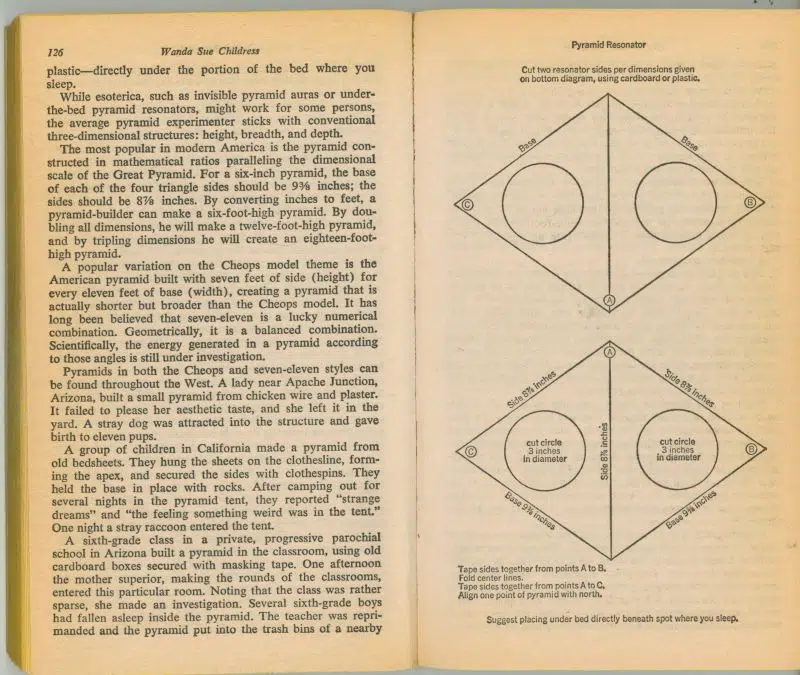 126
Wanda Sue Childress
plastic—directly under the portion of the bed where you
sleep.
While esoterica, such as invisible pyramid auras or under-
the-bed pyramid resonators, might work for some persons,
the average pyramid experimenter sticks with conventional
three-dimensional structures: height, breadth, and depth.
The most popular in modern America is the pyramid con-
structed in mathematical ratios paralleling the dimensional
scale of the Great Pyramid. For a six-inch pyramid, the base
of each of the four triangle sides should be 9⅜ inches; the
sides should be 8⅞ inches. By converting inches to feet, a
pyramid-builder can make a six-foot-high pyramid. By dou-
bling all dimensions, he will make a twelve-foot-high pyramid,
and by tripling dimensions he will create an eighteen-foot-
high pyramid.
A popular variation on the Cheops model theme is the
American pyramid built with seven feet of side (height) for
every eleven feet of base (width), creating a pyramid that is
actually shorter but broader than the Cheops model. It has
long been believed that seven-eleven is a lucky numerical
combination. Geometrically, it is a balanced combination.
Scientifically, the energy generated in a pyramid according
to those angles is still under investigation.
Pyramids in both the Cheops and seven-eleven styles can
be found throughout the West. A lady near Apache Junction,
Arizona, built a small pyramid from chicken wire and plaster.
It failed to please her aesthetic taste, and she left it in the
yard. A stray dog was attracted into the structure and gave
birth to eleven pups.
A group of children in California made a pyramid from
old bedsheets. They hung the sheets on the clothesline, form-
ing the apex, and secured the sides with clothespins. They
held the base in place with rocks. After camping out for
several nights in the pyramid tent, they reported “strange
dreams” and “the feeling something weird was in the tent.”
One night a stray raccoon entered the tent.
A sixth-grade class in a private, progressive parochial
school in Arizona built a pyramid in the classroom, using old
cardboard boxes secured with masking tape. One afternoon
the mother superior, making the rounds of the classrooms,
entered this particular room. Noting that the class was rather
sparse, she made an investigation. Several sixth-grade boys
had fallen asleep inside the pyramid. The teacher was repri-
manded and the pyramid put into the trash bins of a nearby
Pyramid Resonator
Cut two resonator sides per dimensions given
on bottom diagram, using cardboard or plastic.
Base
Base
C
B
A
A
Side 8⅞ inches
Side 8⅞ inches
Side 8⅞ inches
cut circle
3 inches
in diameter
cut circle
3 inches
in diameter
C
B
Base 9⅜ inches
Base 9⅜ inches
Tape sides together from points A to B.
Fold center lines.
Tape sides together from points A to C.
Align one point of pyramid with north.
Suggest placing under bed directly beneath spot where you sleep.